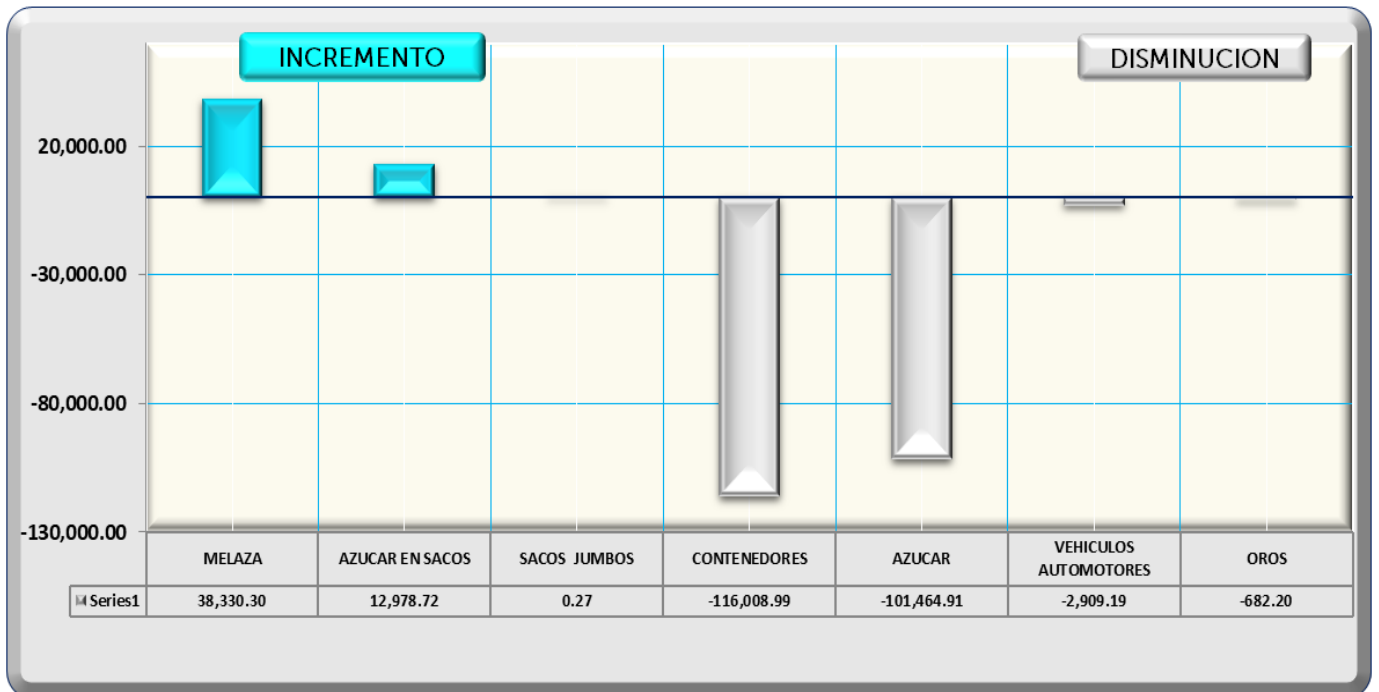 INCREMENTO
DISMINUCION
20,000.00
-30,000.00
-80,000.00
-130,000.00
MELAZA
AZUCAR EN SACOS
SACOS JUMBOS
CONTENEDORES
AZUCAR
VEHICULOS
AUTOMOTORES
OROS
Series1
38,330.30
12,978.72
0.27
-116,008.99
-101,464.91
-2,909.19
-682.20